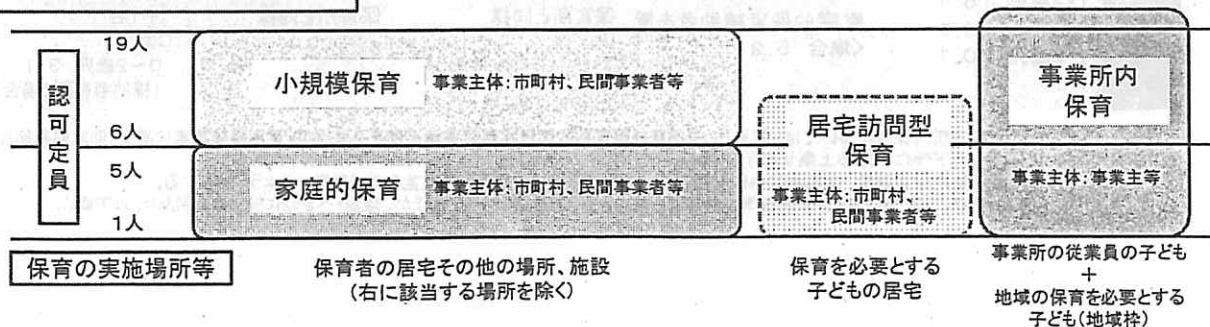 19人
6人
5人
1人
認可定員
小規模保育
事業主体：市町村、民間事業者等
家庭的保育
事業主体：市町村、民間事業者等
居宅訪問型
保育
事業主体：市町村、
民間事業者等
事業所内
保育
事業主体：事業主等
保育の実施場所等
保育者の居宅その他の場所、施設
(右に該当する場所を除く)
保育を必要とする
子どもの居宅
事業所の従業員の子ども
+
地域の保育を必要とする
子ども(地域枠)